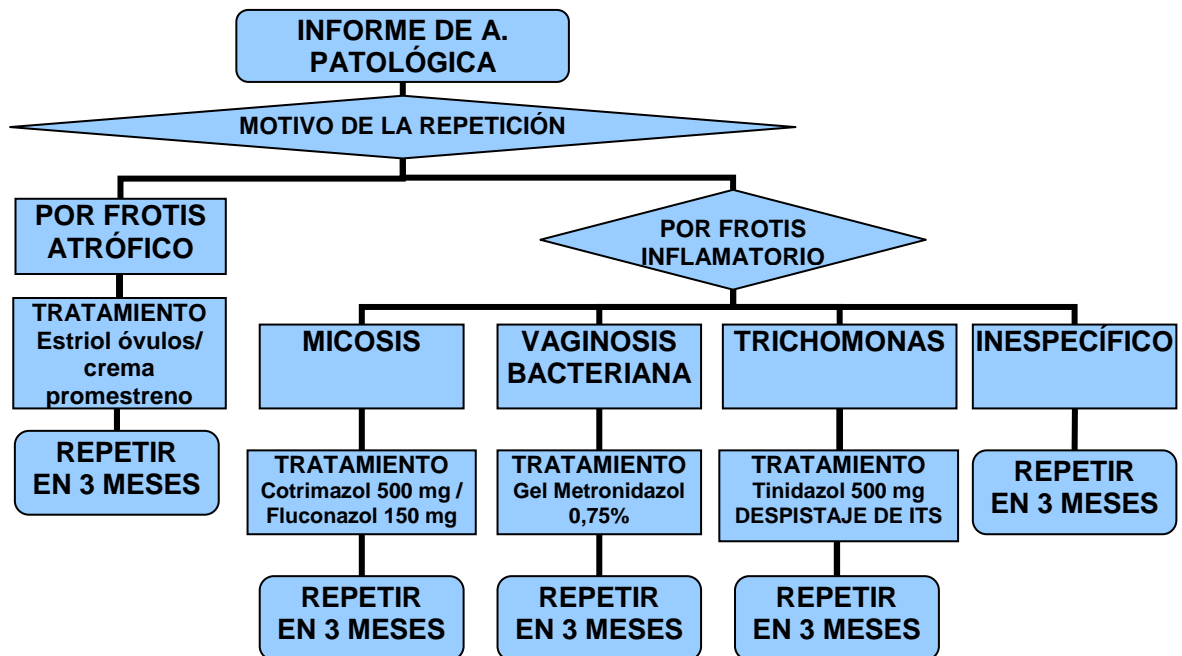 INFORME DE A.
PATOLÓGICA
MOTIVO DE LA REPETICIÓN
POR FROTIS
ATRÓFICO
POR FROTIS
INFLAMATORIO
TRATAMIENTO
Estriol óvulos/
crema
promestreno
REPETIR
EN 3 MESES
MICOSIS
VAGINOSIS
BACTERIANA
TRICHOMONAS
INESPECÍFICO
TRATAMIENTO
Cotrimazol 500 mg /
Fluconazol 150 mg
TRATAMIENTO
Gel Metronidazol
0,75%
TRATAMIENTO
Tinidazol 500 mg
DESPISTAJE DE ITS
REPETIR
EN 3 MESES
REPETIR
EN 3 MESES
REPETIR
EN 3 MESES
REPETIR
EN 3 MESES